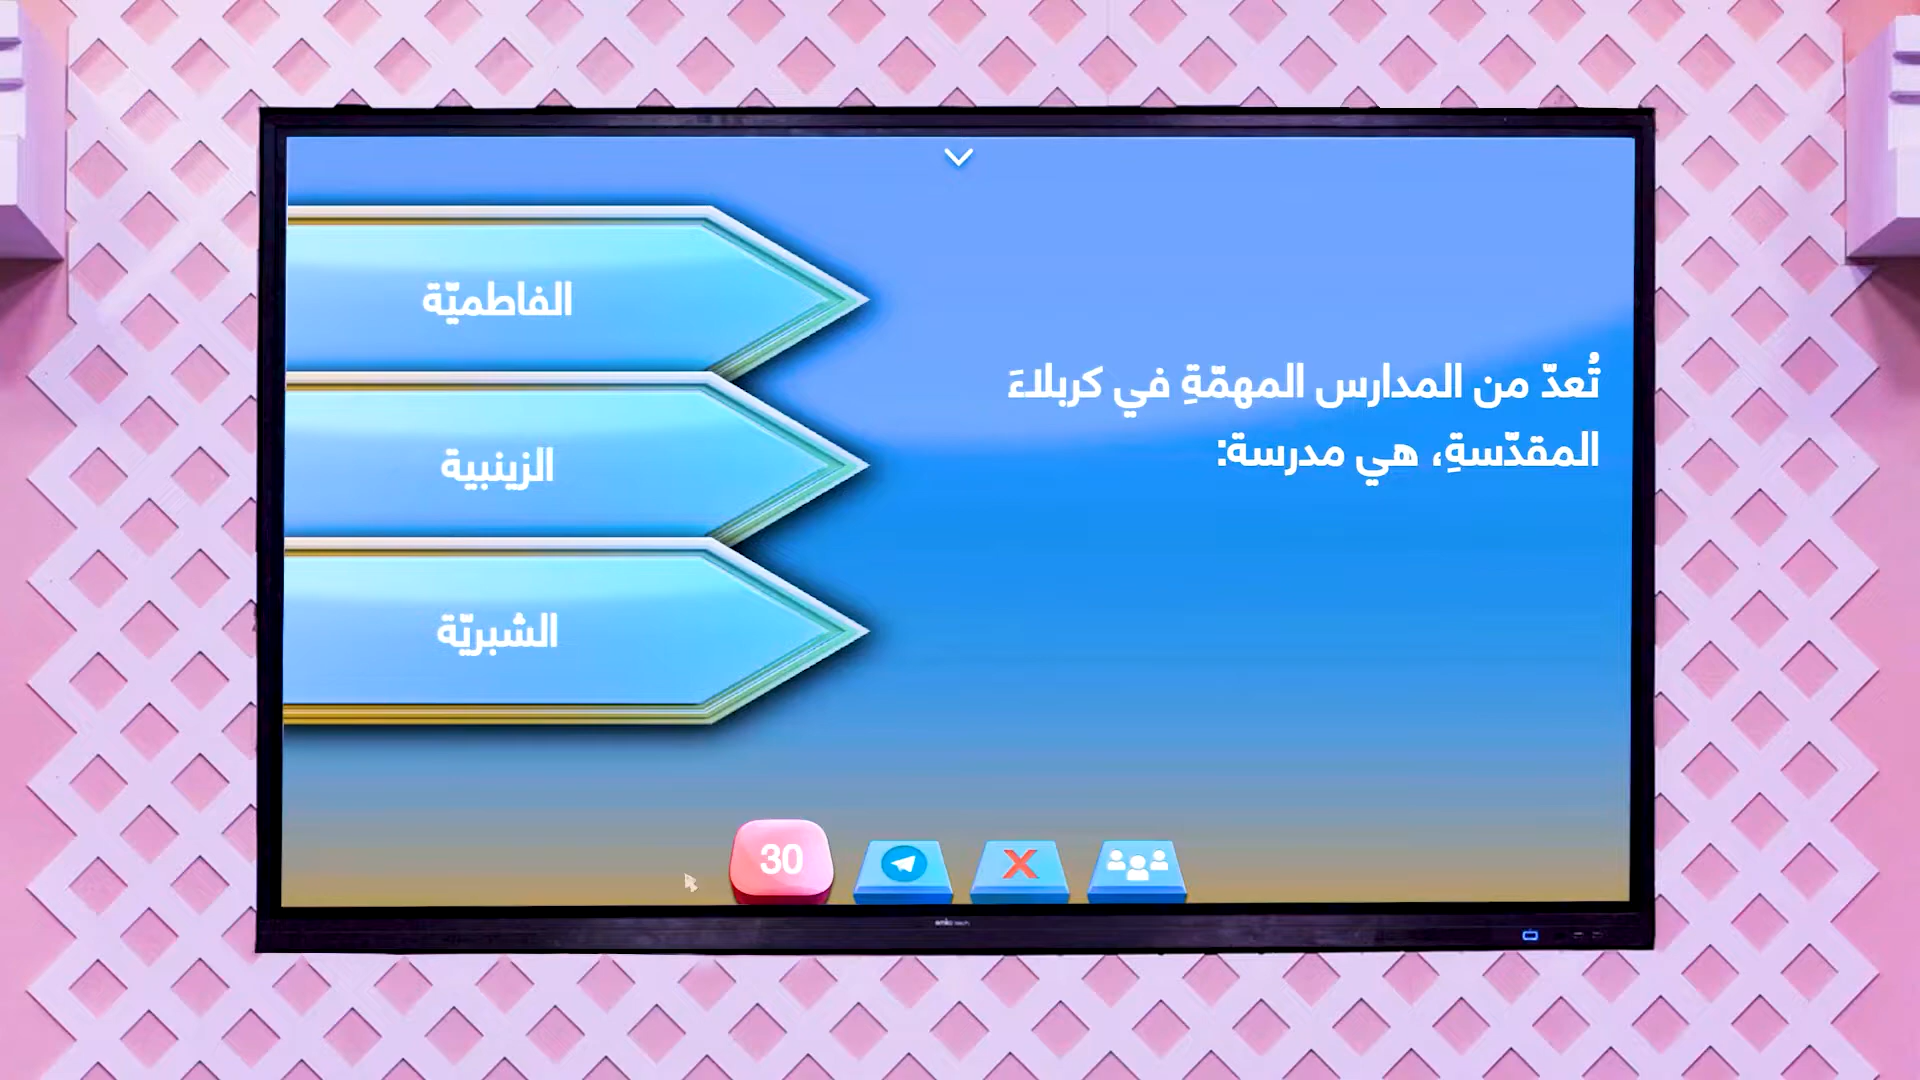 تُعدّ من المدارس المهمّةِ في كربلاءَ
المقدّسةِ، هي مدرسة:
الفاطميّة
الزينبية
الشبريّة
30